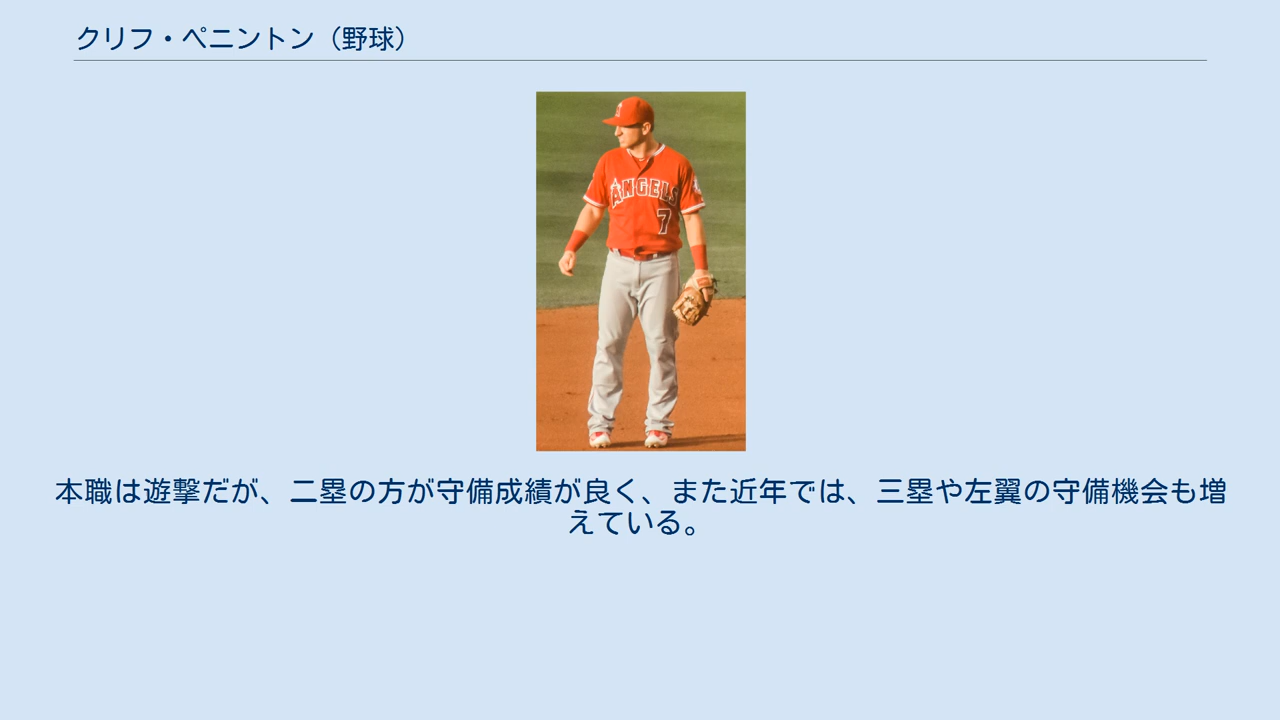 クリフ・ペニントン（野球）
ANGELS
7
本職は遊撃だが、二塁の方が守備成績が良く、また近年では、三塁や左翼の守備機会も増
えている。